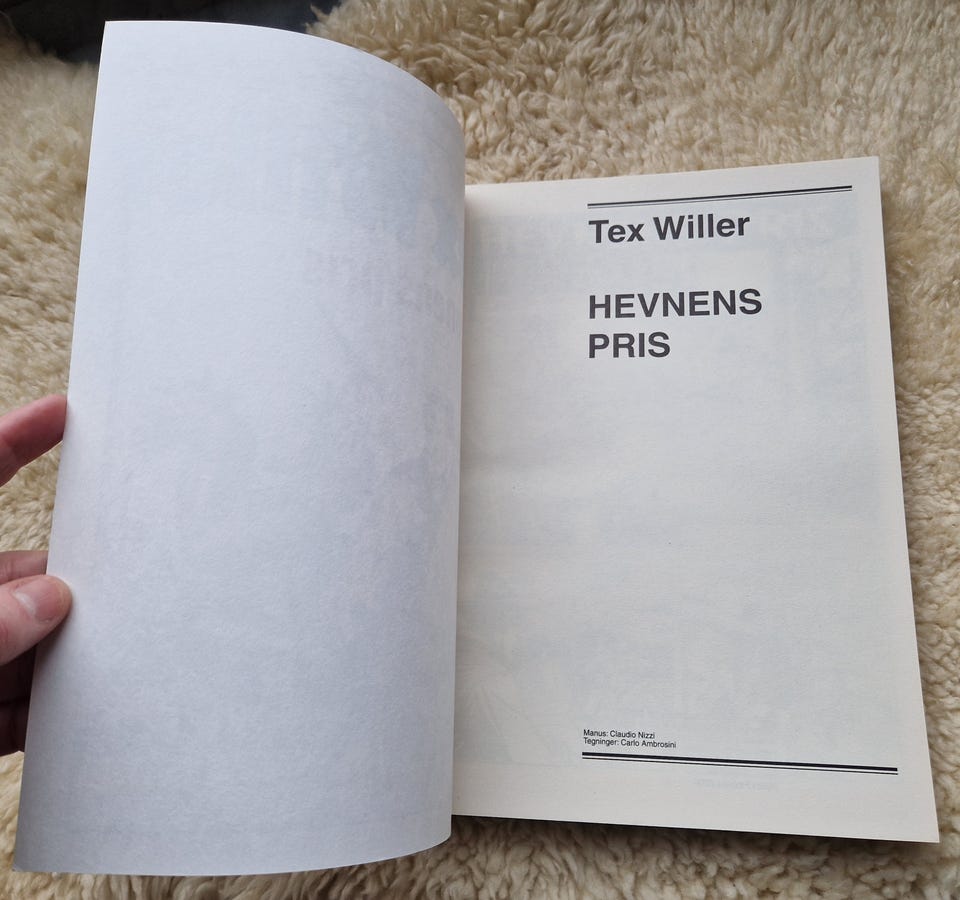 Tex Willer
HEVNENS
PRIS
Manus: Claudio Nizzi
Tegninger: Carlo Ambrosini